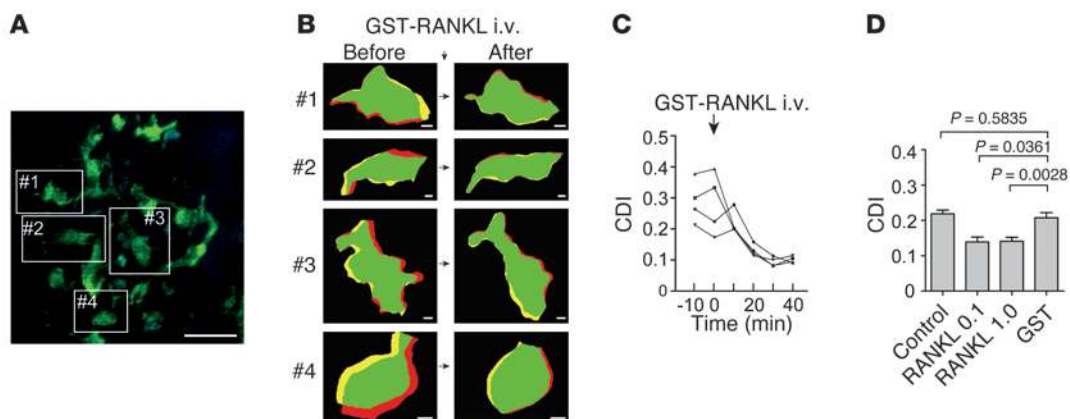 A
#1
#2
#3
#4
B
GST-RANKL i.v.
Before After
#1
#2
#3
#4
C
GST-RANKL i.v.
0.5
0.4
0.3
0.2
0.1
0
CDI
-10 0 20 40
Time (min)
D
P = 0.5835
P = 0.0361
P = 0.0028
0.4
0.3
0.2
0.1
0
CDI
Control
RANKL 0.1
RANKL 1.0
GST